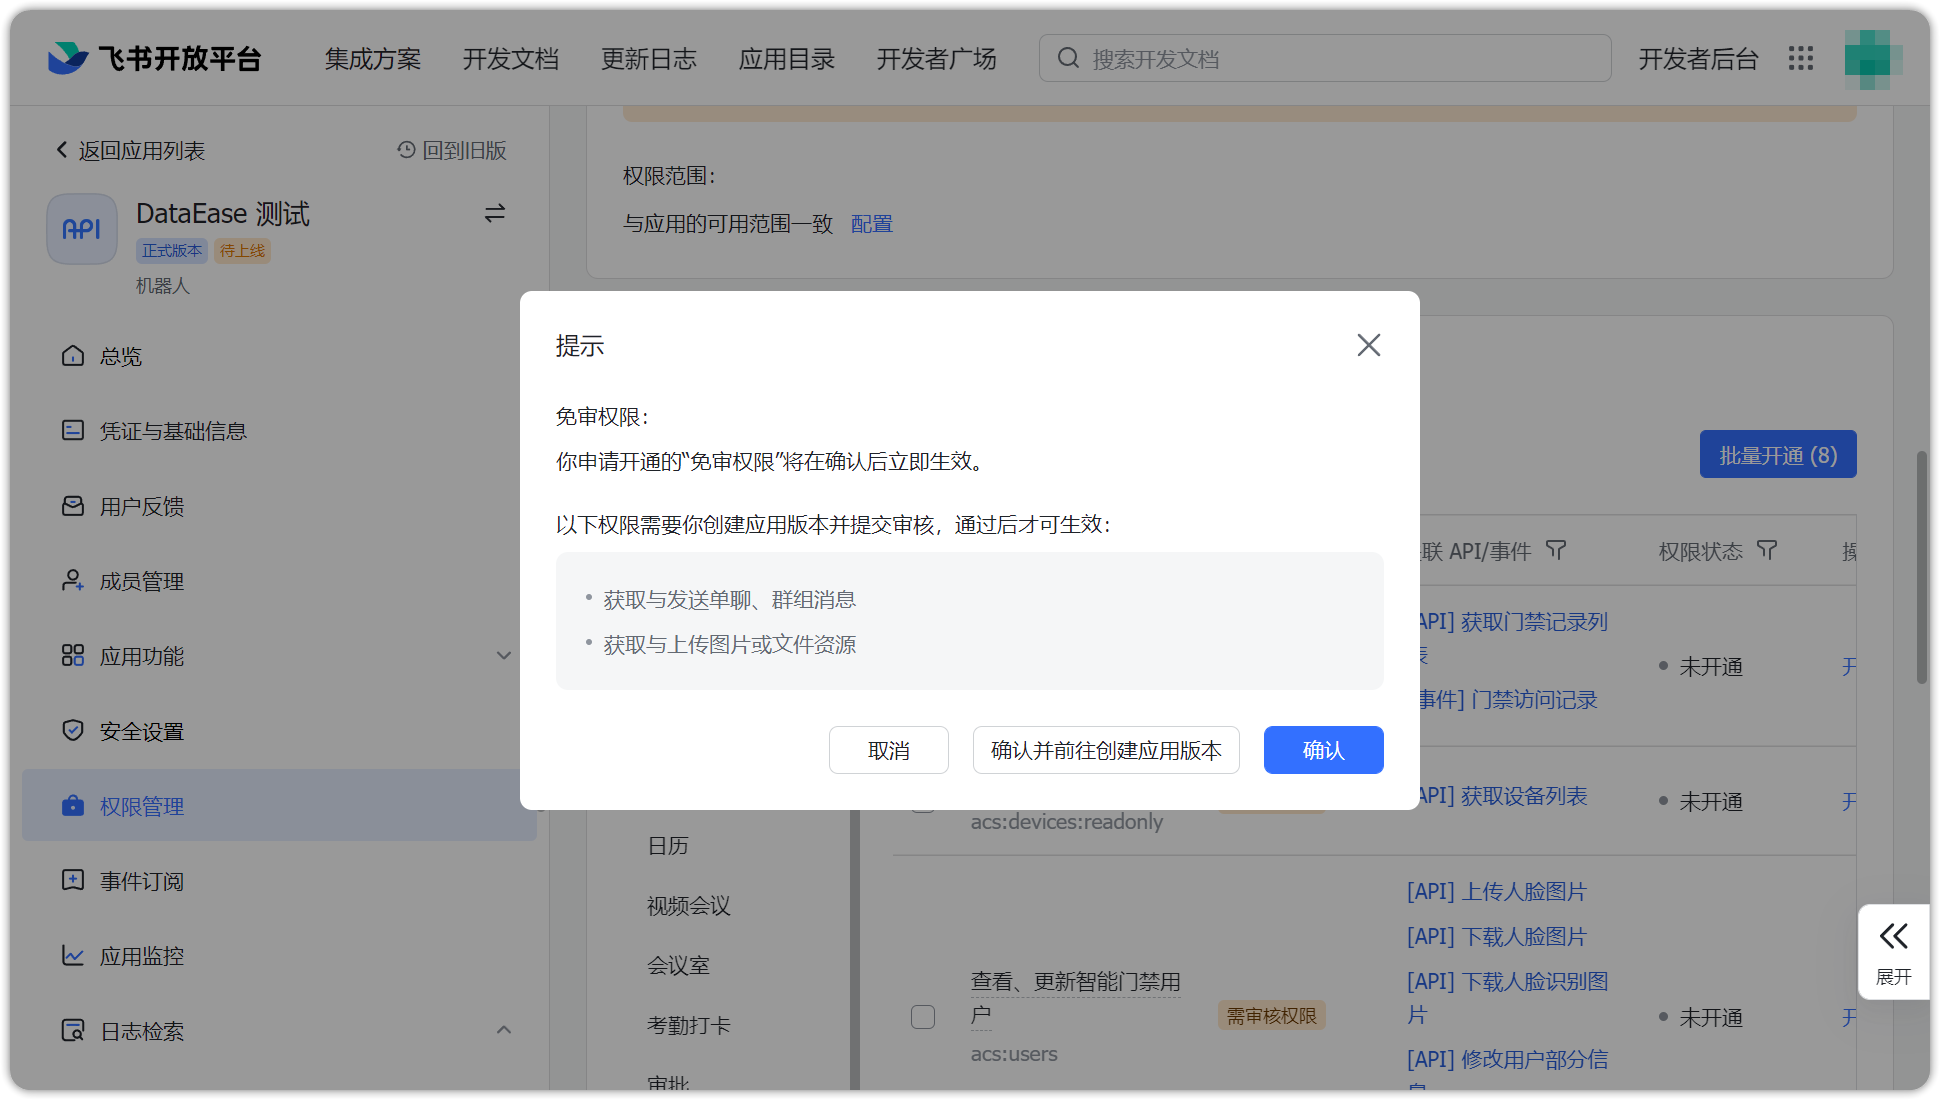 飞书开放平台
集成方案
开发文档
更新日志
应用目录
开发者广场
搜索开发文档
开发者后台
返回应用列表
回到旧版
API
DataEase 测试
正式版本
待上线
机器人
总览
凭证与基础信息
用户反馈
成员管理
应用功能
安全设置
权限管理
事件订阅
应用监控
日志检索
权限范围：
与应用的可用范围一致 配置
批量开通 (8)
提示
免审权限：
你申请开通的“免审权限”将在确认后立即生效。
以下权限需要你创建应用版本并提交审核，通过后才可生效：
• 获取与发送单聊、群组消息
• 获取与上传图片或文件资源
取消
确认并前往创建应用版本
确认
联 API/事件
权限状态
API] 获取门禁记录列
表
事件] 门禁访问记录
未开通
开
acs:devices:readonly
API] 获取设备列表
未开通
开
日历
视频会议
会议室
考勤打卡
审批
查看、更新智能门禁用
户
acs:users
需审核权限
[API] 上传人脸图片
[API] 下载人脸图片
[API] 下载人脸识别图
片
[API] 修改用户部分信
息
未开通
开
展开